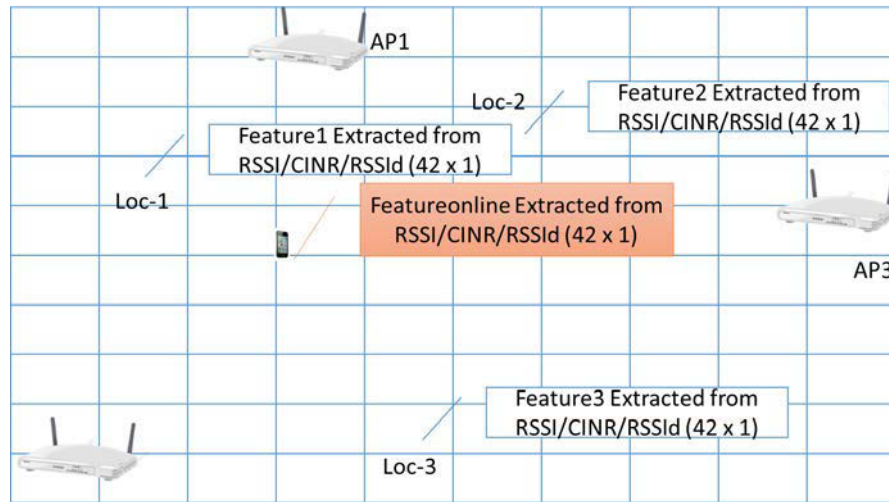 AP1
Loc-2
Feature2 Extracted from
RSSI/CINR/RSSId (42 x 1)
Feature1 Extracted from
RSSI/CINR/RSSId (42 x 1)
Loc-1
Featureonline Extracted from
RSSI/CINR/RSSId (42 x 1)
AP3
Feature3 Extracted from
RSSI/CINR/RSSId (42 x 1)
Loc-3